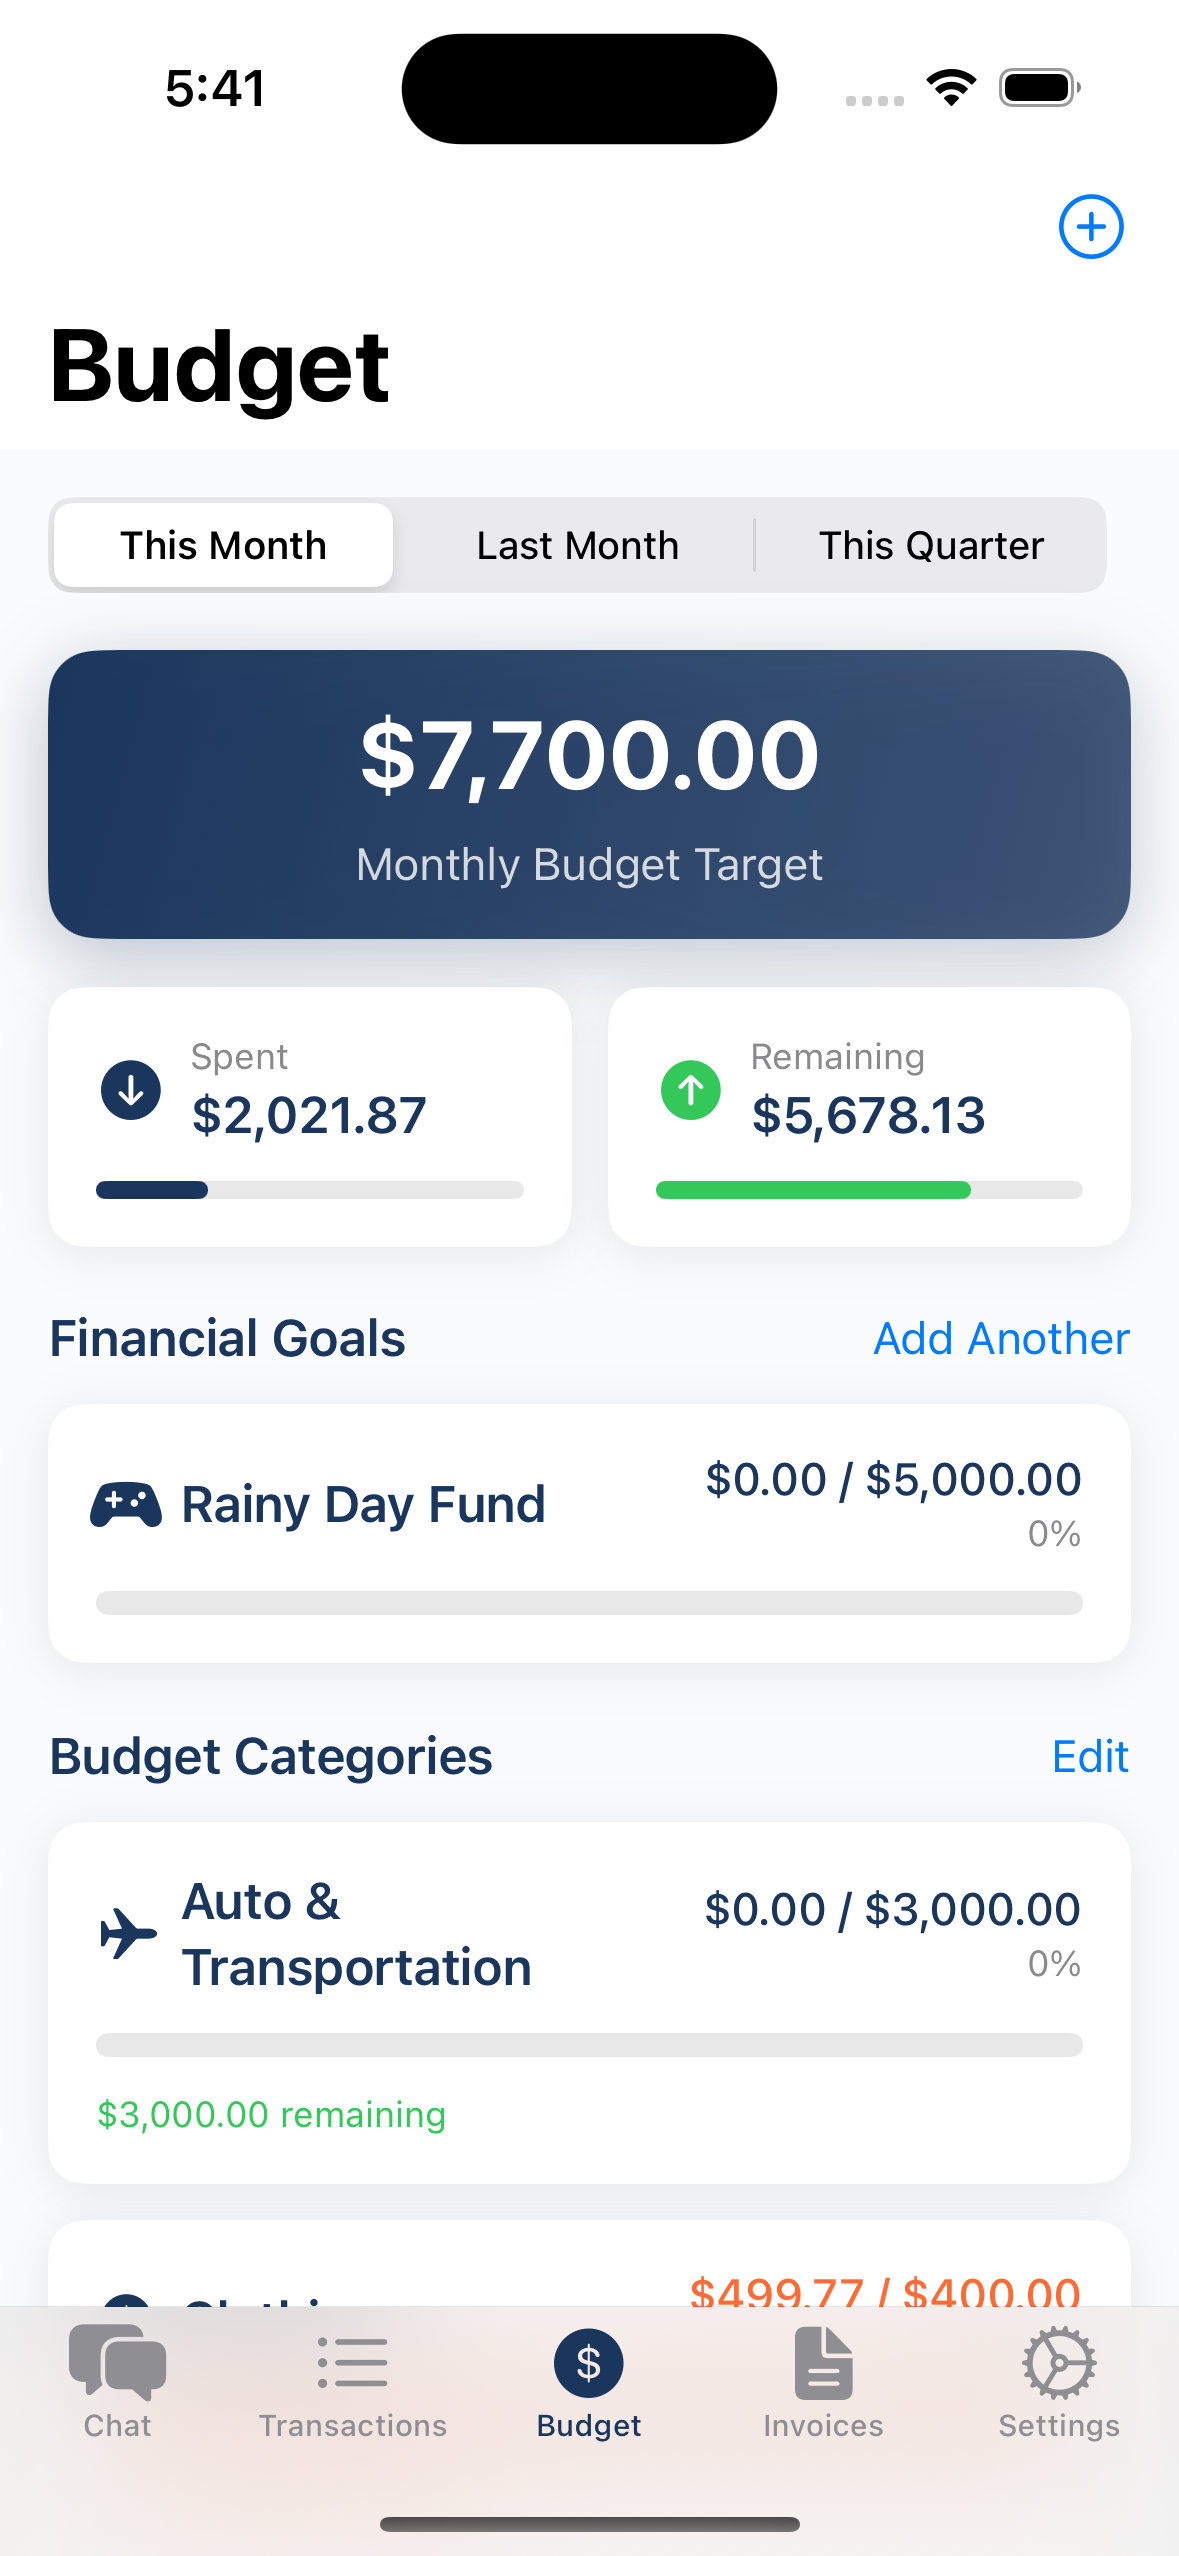 5:41
Budget
This Month
Last Month
This Quarter
$7,700.00
Monthly Budget Target
Spent
$2,021.87
Remaining
$5,678.13
Financial Goals
Add Another
Rainy Day Fund
$0.00 / $5,000.00
0%
Budget Categories
Edit
Auto &
Transportation
$0.00 / $3,000.00
0%
$3,000.00 remaining
$499.77 / $400.00
Chat
Transactions
Budget
Invoices
Settings